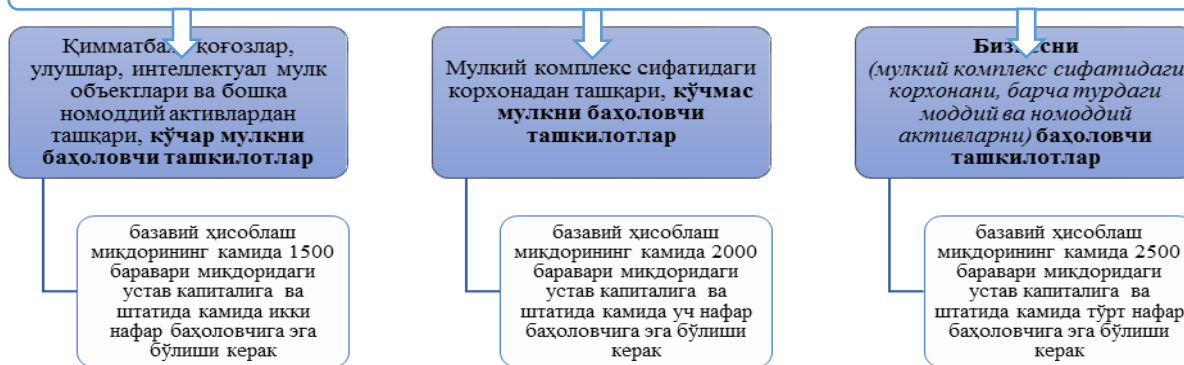 Қимматбаҳо қоғозлар,
улушлар, интеллектуал мулк
объектлари ва бошқа
номоддий активлардан
ташқари, кўчар мулкни
баҳоловчи ташкилотлар
базавий ҳисоблаш
миқдорининг камида 1500
баравари миқдоридаги
устав капиталига ва
штатида камида икки
нафар баҳоловчига эга
бўлиши керак
Мулкий комплекс сифатидаги
корхонадан ташқари, кўчмас
мулкни баҳоловчи
ташкилотлар
базавий ҳисоблаш
миқдорининг камида 2000
баравари миқдоридаги
устав капиталига ва
штатида камида уч нафар
баҳоловчига эга бўлиши
керак
Бизнесни
(мулкий комплекс сифатидаги
корхонани, барча турдаги
моддий ва номоддий
активларни) баҳоловчи
ташкилотлар
базавий ҳисоблаш
миқдорининг камида 2500
баравари миқдоридаги
устав капиталига ва
штатида камида тўрт нафар
баҳоловчига эга бўлиши
керак